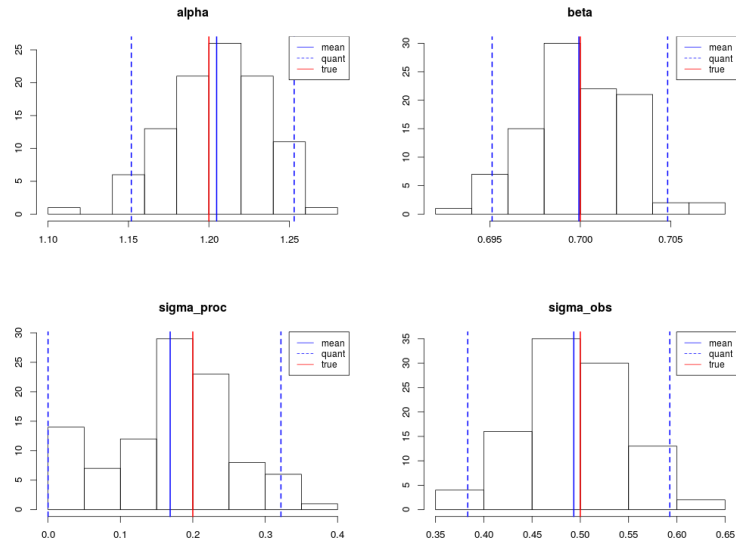 alpha
25
20
15
10
5
0
1.10
1.15
1.20
1.25
mean
quant
true
beta
30
25
20
15
10
5
0
0.695
0.700
0.705
mean
quant
true
sigma_proc
30
25
20
15
10
5
0
0.0
0.1
0.2
0.3
0.4
mean
quant
true
sigma_obs
35
30
25
20
15
10
5
0
0.35
0.40
0.45
0.50
0.55
0.60
0.65
mean
quant
true